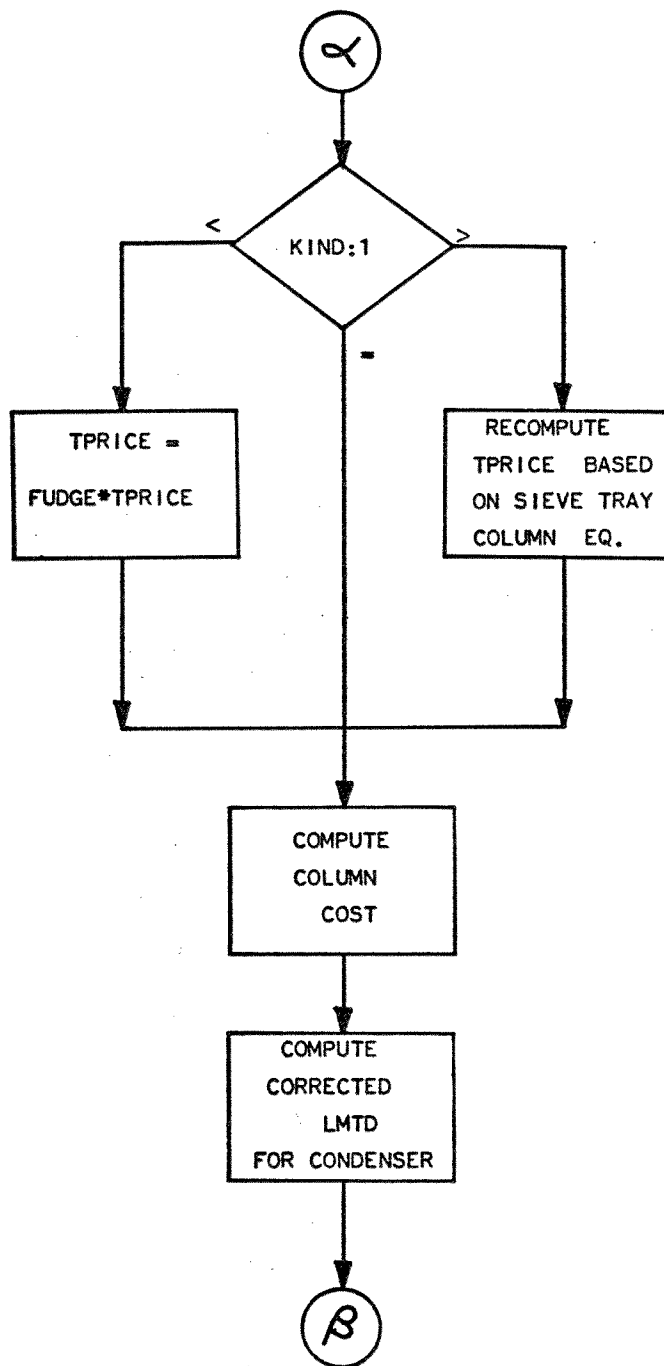 α
<
KIND:1
>
=
TPRICE =
FUDGE*TPRICE
RECOMPUTE
TPRICE BASED
ON SIEVE TRAY
COLUMN EQ.
COMPUTE
COLUMN
COST
COMPUTE
CORRECTED
LMTD
FOR CONDENSER
β